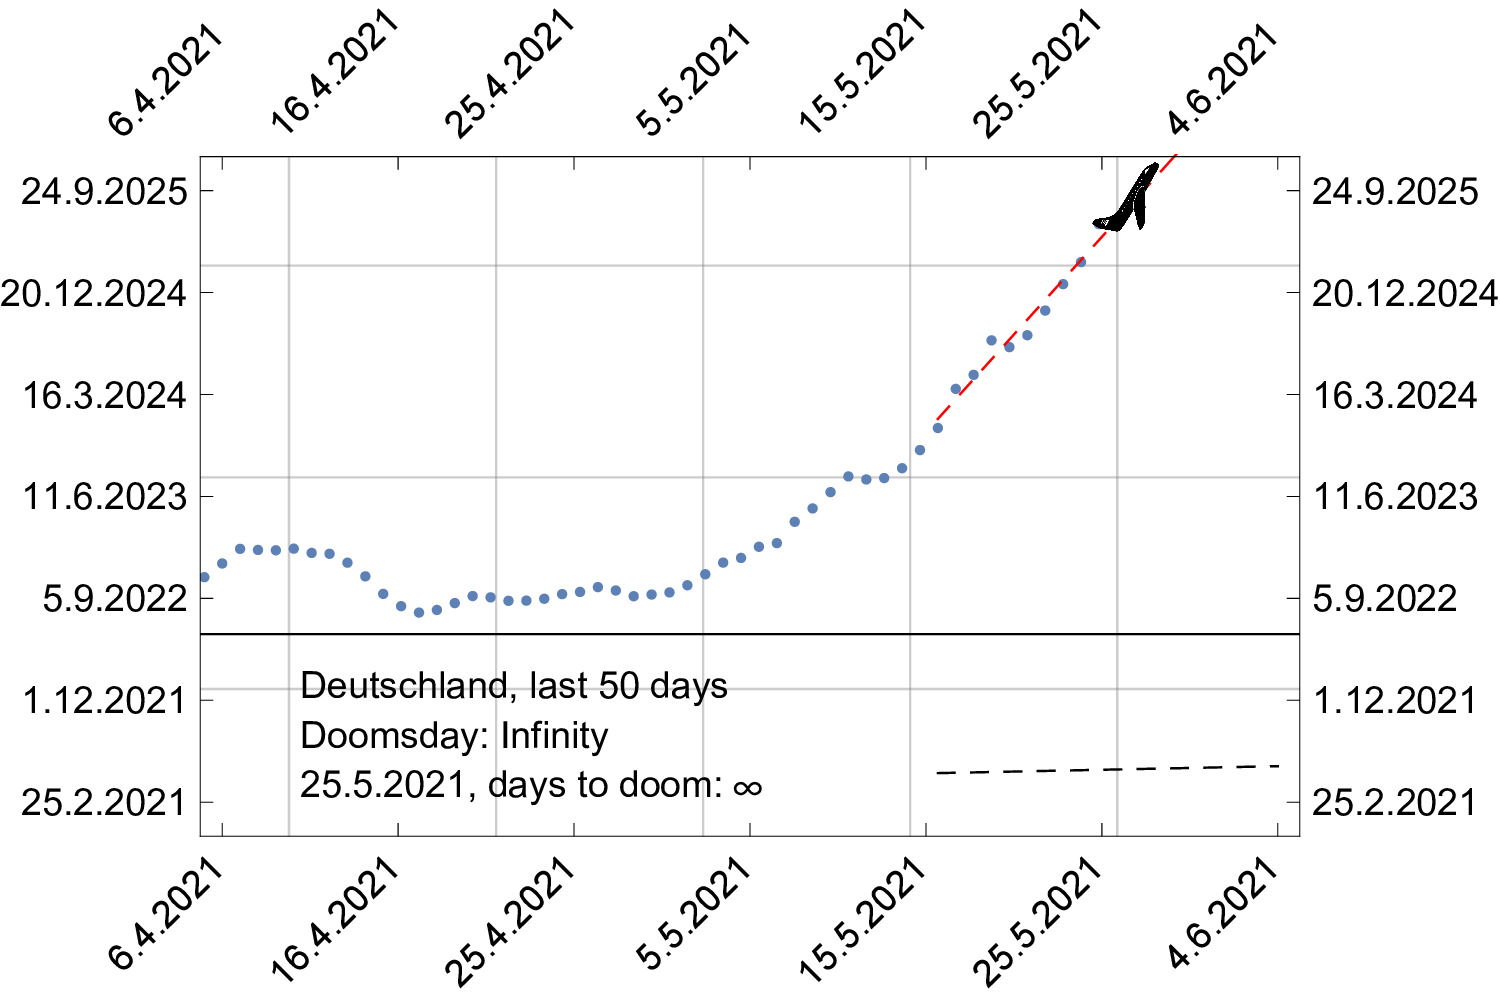 6.4.2021 16.4.2021 25.4.2021 5.5.2021 15.5.2021 25.5.2021 4.6.2021
24.9.2025 24.9.2025
20.12.2024 20.12.2024
16.3.2024 16.3.2024
11.6.2023 11.6.2023
5.9.2022 5.9.2022
Deutschland, last 50 days
1.12.2021 1.12.2021
Doomsday: Infinity
25.5.2021, days to doom: ∞
25.2.2021 25.2.2021
6.4.2021 16.4.2021 25.4.2021 5.5.2021 15.5.2021 25.5.2021 4.6.2021